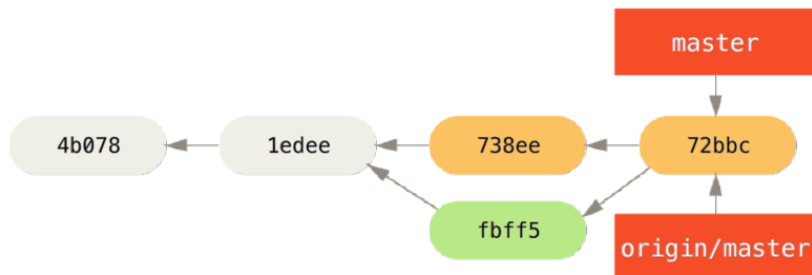 master
4b078
1edee
738ee
72bbc
fbff5
origin/master